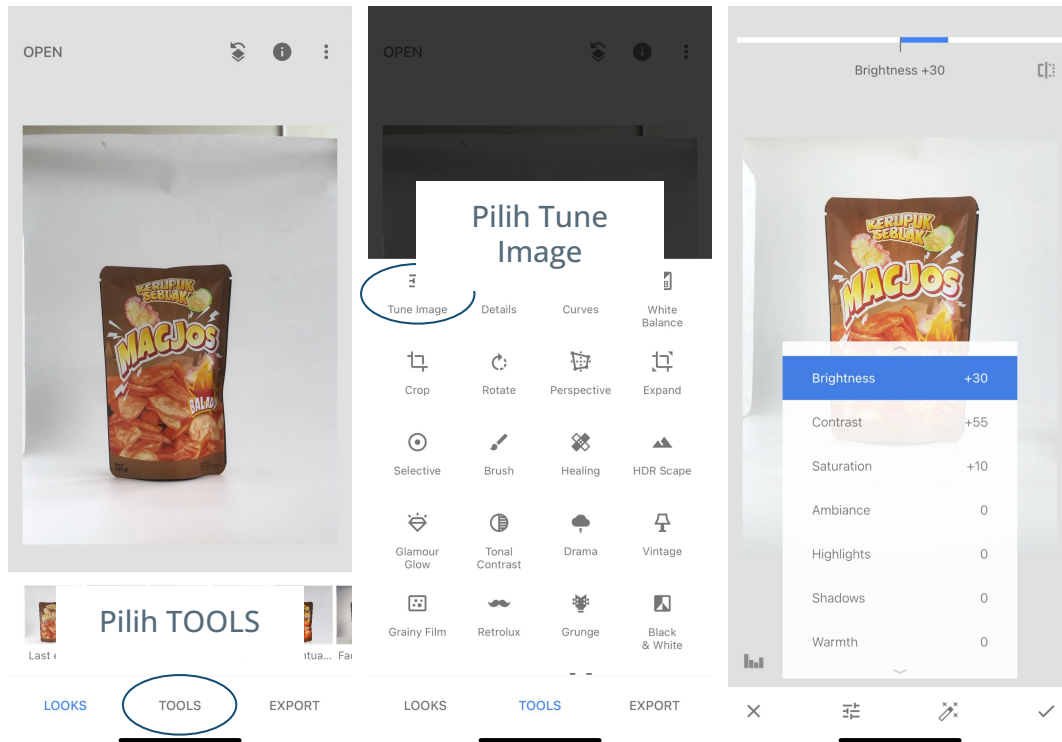 OPEN
KERUPUK
SEBLAK
MACJOS
BALADO
Last e
ntua...
Fac
Pilih TOOLS
LOOKS
TOOLS
EXPORT
OPEN
Pilih Tune
Image
Tune Image
Details
Curves
White
Balance
Crop
Rotate
Perspective
Expand
Selective
Brush
Healing
HDR Scape
Glamour
Glow
Tonal
Contrast
Drama
Vintage
Grainy Film
Retrolux
Grunge
Black
& White
LOOKS
TOOLS
EXPORT
Brightness +30
KERUPUK
SEBLAK
MACJOS
Brightness +30
Contrast +55
Saturation +10
Ambiance 0
Highlights 0
Shadows 0
Warmth 0